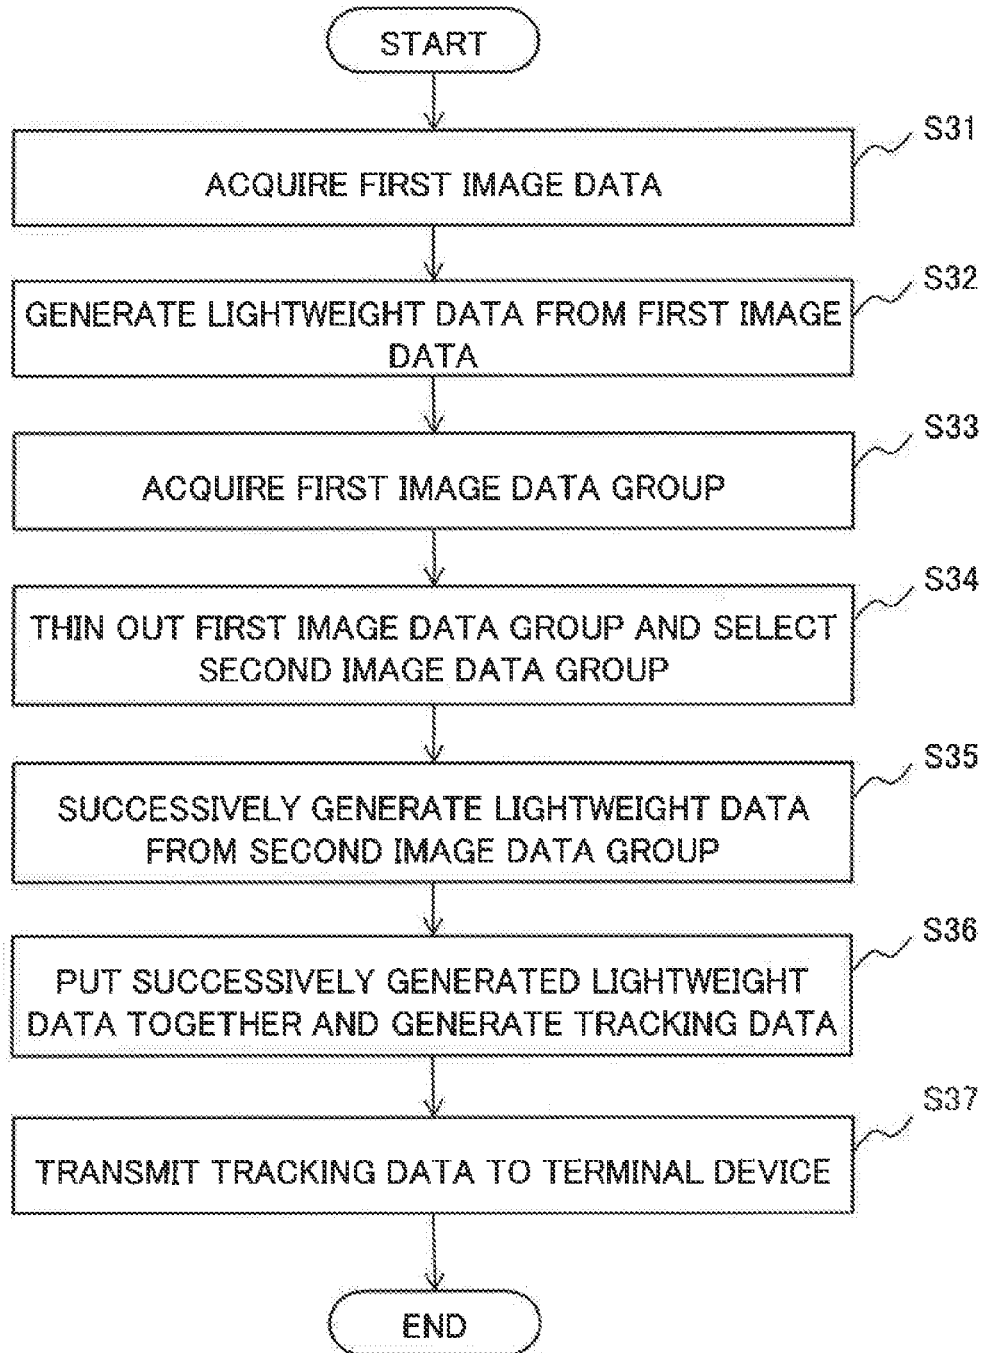 START
S31
ACQUIRE FIRST IMAGE DATA
S32
GENERATE LIGHTWEIGHT DATA FROM FIRST IMAGE
DATA
S33
ACQUIRE FIRST IMAGE DATA GROUP
S34
THIN OUT FIRST IMAGE DATA GROUP AND SELECT
SECOND IMAGE DATA GROUP
S35
SUCCESSIVELY GENERATE LIGHTWEIGHT DATA
FROM SECOND IMAGE DATA GROUP
S36
PUT SUCCESSIVELY GENERATED LIGHTWEIGHT
DATA TOGETHER AND GENERATE TRACKING DATA
S37
TRANSMIT TRACKING DATA TO TERMINAL DEVICE
END